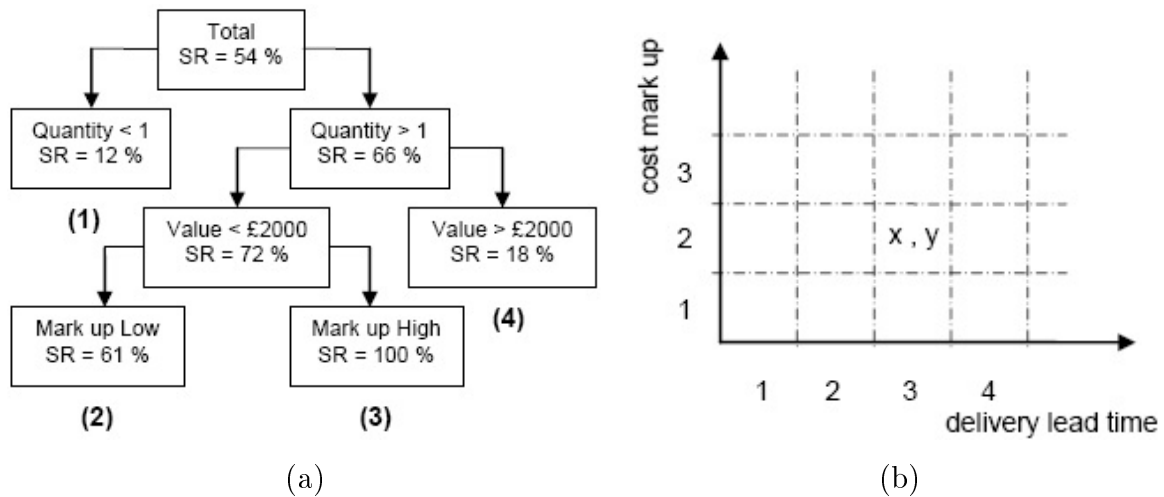 Total
SR = 54 %
Quantity < 1
SR = 12 %
Quantity > 1
SR = 66 %
(1)
Value < £2000
SR = 72 %
Value > £2000
SR = 18 %
(4)
Mark up Low
SR = 61 %
Mark up High
SR = 100 %
(2)
(3)
(a)
cost mark up
3
2
1
x , y
1 2 3 4
delivery lead time
(b)